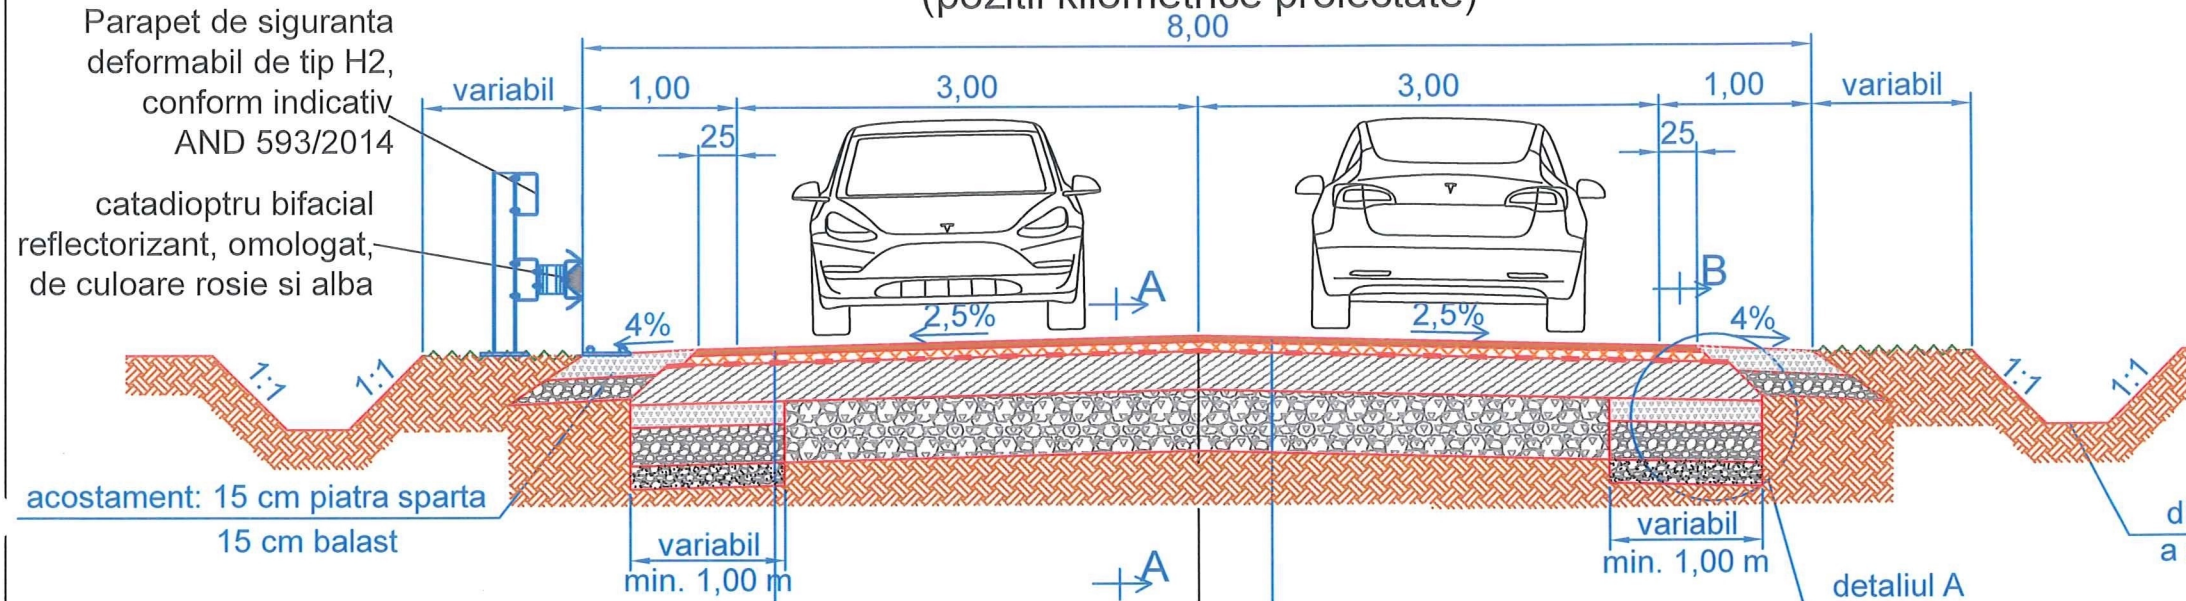 (pozitii kilometrice proiectate)
Parapet de siguranta
deformabil de tip H2,
conform indicativ
AND 593/2014
catadioptru bifacial
reflectorizant, omologat,
de culoare rosie si alba
8,00
variabil
1,00
3,00
3,00
1,00
variabil
25
25
A
B
4%
2,5%
2,5%
4%
1:1
1:1
1:1
1:1
acostament: 15 cm piatra sparta
15 cm balast
variabil
min. 1,00 m
A
variabil
min. 1,00 m
detaliul A
d
a